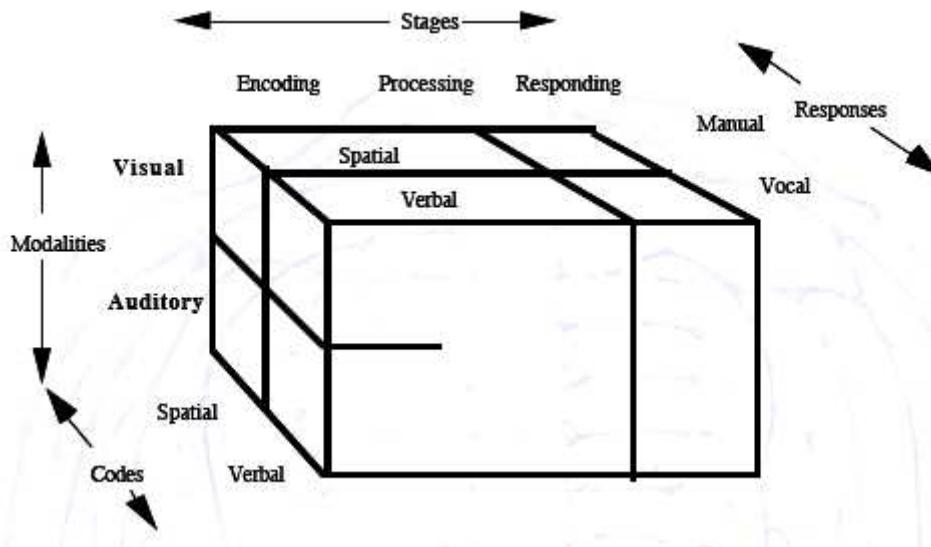 Stages
Encoding Processing Responding
Responses
Manual
Visual
Spatial
Vocal
Verbal
Modalities
Auditory
Spatial
Codes
Verbal